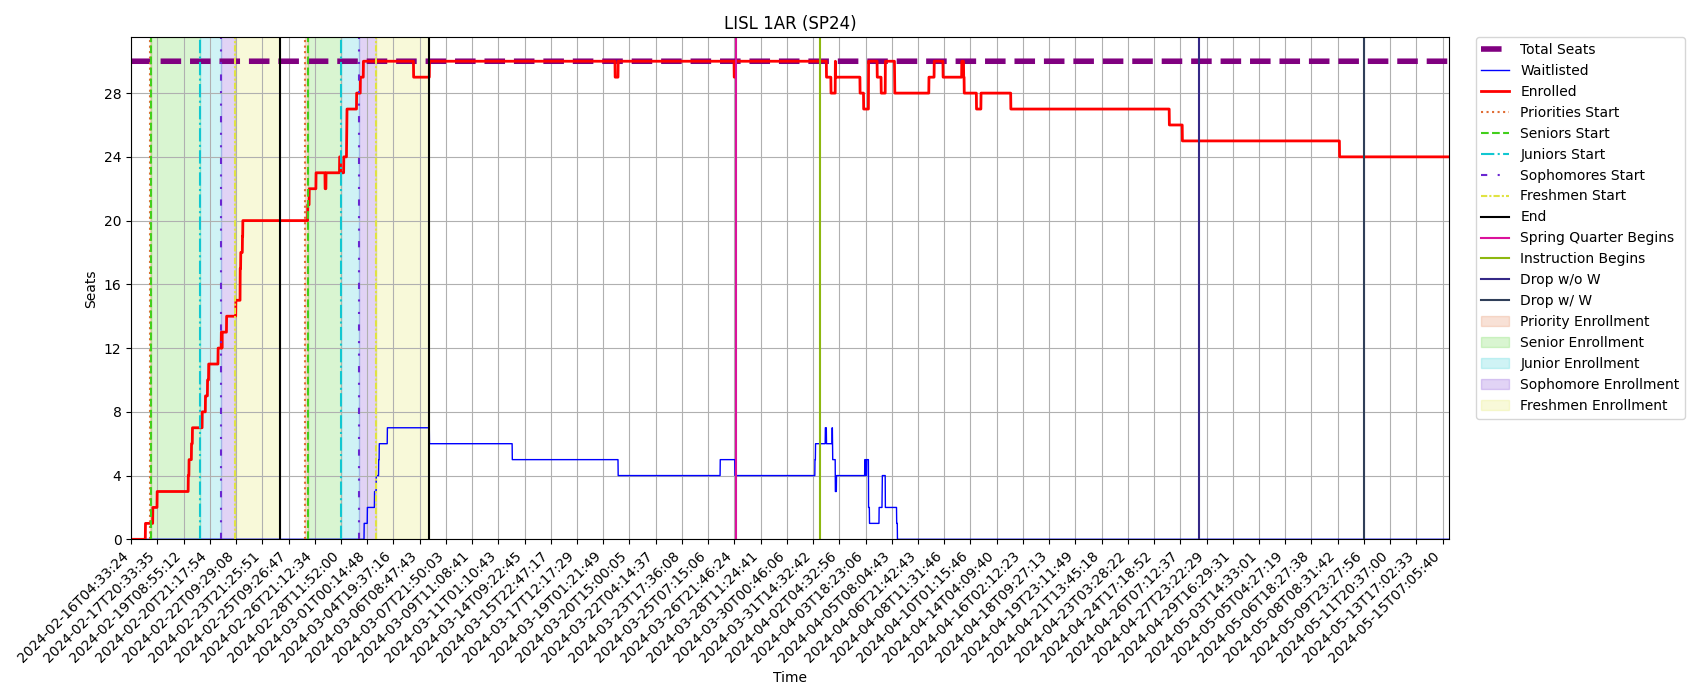 LISL 1AR (SP24)
Seats
28
24
20
16
12
8
4
0
2024-02-16T04:33:24
2024-02-17T20:33:35
2024-02-19T08:55:12
2024-02-20T21:17:54
2024-02-22T09:29:08
2024-02-23T21:25:51
2024-02-25T09:26:47
2024-02-26T21:12:34
2024-02-28T11:52:00
2024-03-01T00:14:48
2024-03-04T19:37:16
2024-03-06T08:47:43
2024-03-07T21:50:03
2024-03-09T11:08:41
2024-03-11T01:10:43
2024-03-14T09:22:45
2024-03-15T22:47:17
2024-03-17T12:17:29
2024-03-19T01:21:49
2024-03-20T15:00:05
2024-03-22T04:14:37
2024-03-23T17:36:08
2024-03-25T07:15:06
2024-03-26T21:46:24
2024-03-28T11:24:41
2024-03-30T00:46:06
2024-03-31T14:32:42
2024-04-02T04:32:56
2024-04-03T18:23:06
2024-04-05T08:04:43
2024-04-06T21:42:43
2024-04-08T11:31:46
2024-04-10T01:15:46
2024-04-14T04:09:40
2024-04-16T02:12:23
2024-04-18T09:27:13
2024-04-19T23:11:49
2024-04-21T13:45:18
2024-04-23T03:28:22
2024-04-24T17:18:52
2024-04-26T07:12:37
2024-04-27T23:22:29
2024-04-29T16:29:31
2024-05-03T14:33:01
2024-05-05T04:27:19
2024-05-06T18:27:38
2024-05-08T08:31:42
2024-05-09T23:27:56
2024-05-11T20:37:00
2024-05-13T17:02:33
2024-05-15T07:05:40
Time
Total Seats
Waitlisted
Enrolled
Priorities Start
Seniors Start
Juniors Start
Sophomores Start
Freshmen Start
End
Spring Quarter Begins
Instruction Begins
Drop w/o W
Drop w/ W
Priority Enrollment
Senior Enrollment
Junior Enrollment
Sophomore Enrollment
Freshmen Enrollment